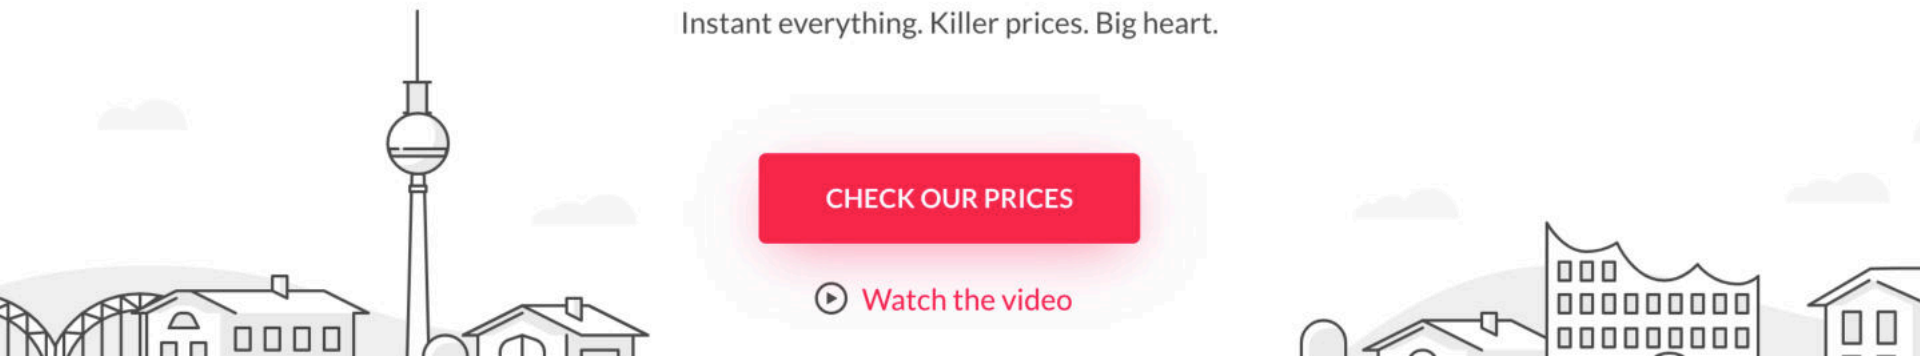 Instant everything. Killer prices. Big heart.
CHECK OUR PRICES
Watch the video